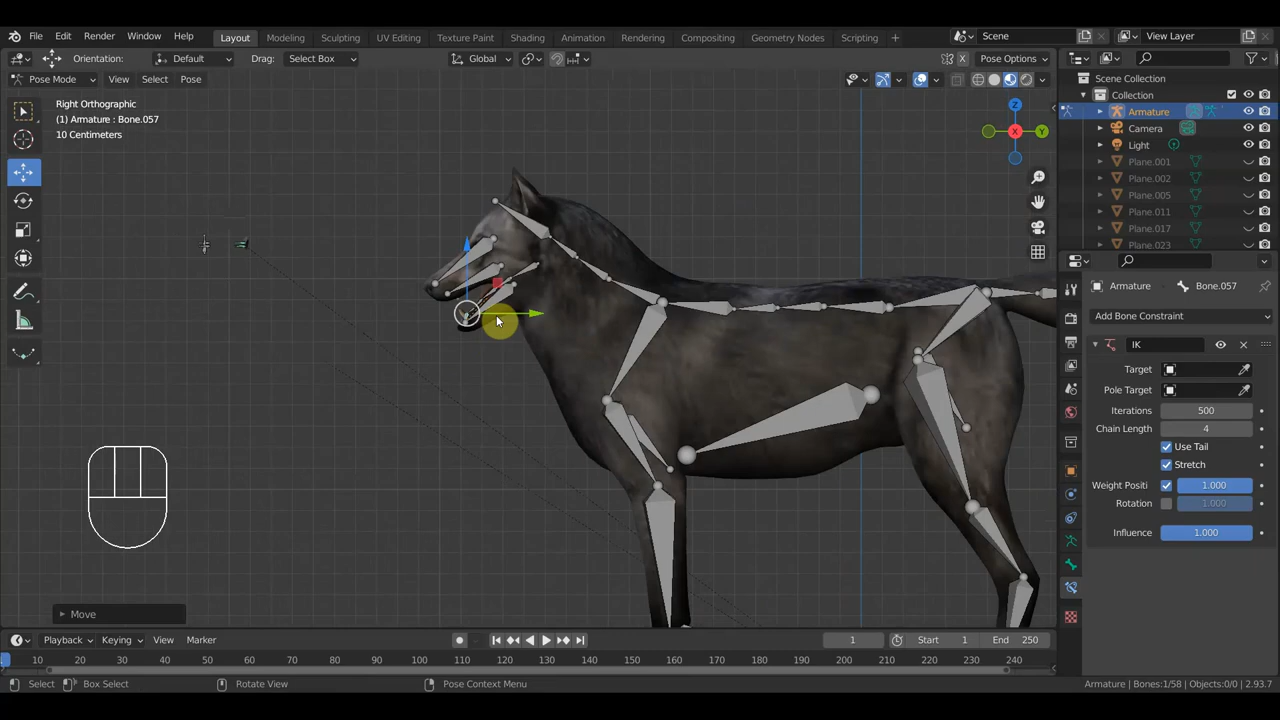 File Edit Render Window Help Layout Modeling Sculpting UV Editing Texture Paint Shading Animation Rendering Compositing Geometry Nodes Scripting + Scene View Layer
Orientation: Default Drag: Select Box Global X Pose Options
Pose Mode View Select Pose
Right Orthographic
(1) Armature : Bone.057
10 Centimeters
Z
X
Y
Scene Collection
Collection
Armature
Camera
Light
Plane.001
Plane.002
Plane.005
Plane.011
Plane.017
Plane.023
Armature Bone.057
Add Bone Constraint
IK
Target
Pole Target
Iterations 500
Chain Length 4
Use Tail
Stretch
Weight Positi 1.000
Rotation 1.000
Influence 1.000
Move
Playback Keying View Marker 1 Start 1 End 250
10 20 30 40 50 60 70 80 90 100 110 120 130 140 150 160 170 180 190 200 210 220 230 240
Select Box Select Rotate View Pose Context Menu Armature | Bones:1/58 | Objects:0/0 | 2.93.7